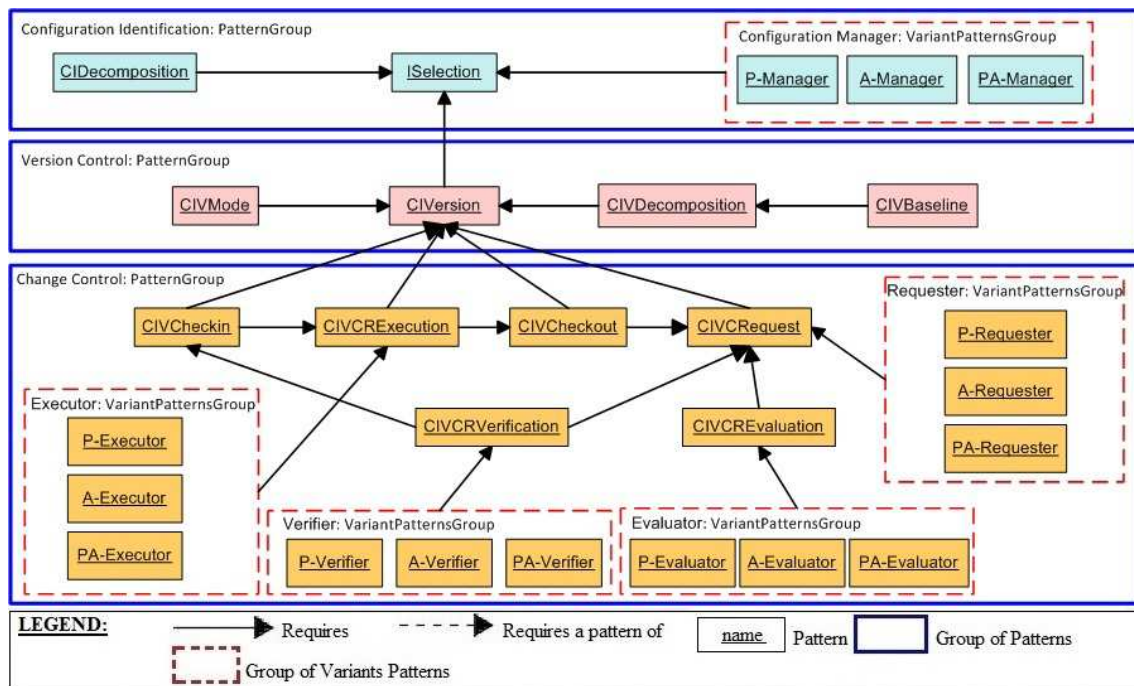 Configuration Identification: PatternGroup
Configuration Manager: VariantPatternsGroup
CIDecomposition
ISelection
P-Manager
A-Manager
PA-Manager
Version Control: PatternGroup
CIVMode
CIVersion
CIVDecomposition
CIVBaseline
Change Control: PatternGroup
Requester: VariantPatternsGroup
CIVCheckin
CIVCRExecution
CIVCheckout
CIVCRequest
P-Requester
A-Requester
PA-Requester
Executor: VariantPatternsGroup
P-Executor
A-Executor
PA-Executor
CIVCRVerification
CIVCREvaluation
Verifier: VariantPatternsGroup
P-Verifier
A-Verifier
PA-Verifier
Evaluator: VariantPatternsGroup
P-Evaluator
A-Evaluator
PA-Evaluator
LEGEND:
Requires
Requires a pattern of
name
Pattern
Group of Patterns
Group of Variants Patterns